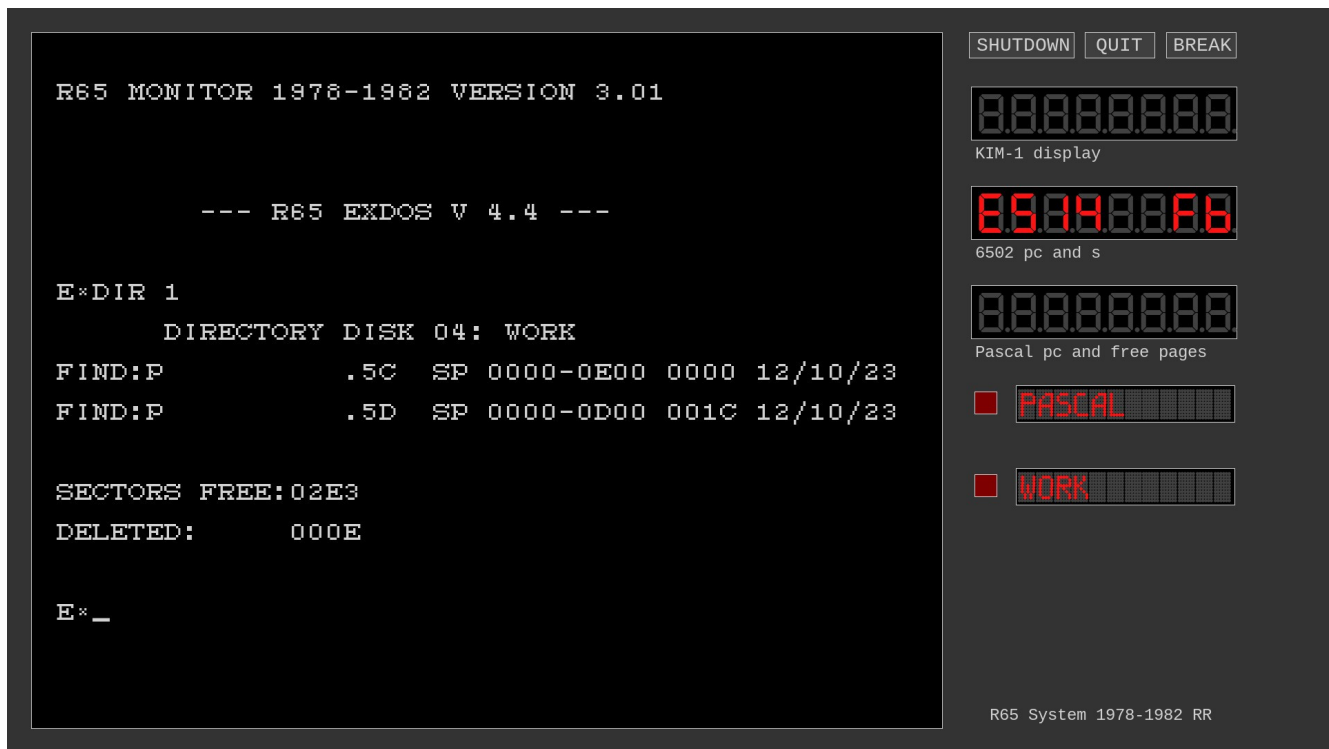 R65 MONITOR 1978-1982 VERSION 3.01
--- R65 EXDOS V 4.4 ---
E*DIR 1
DIRECTORY DISK 04: WORK
FIND:P .5C SP 0000-0E00 0000 12/10/23
FIND:P .5D SP 0000-0D00 001C 12/10/23
SECTORS FREE:02E3
DELETED: 000E
E*_
SHUTDOWN QUIT BREAK
KIM-1 display
E514 Fb
6502 pc and s
Pascal pc and free pages
PASCAL
WORK
R65 System 1978-1982 RR